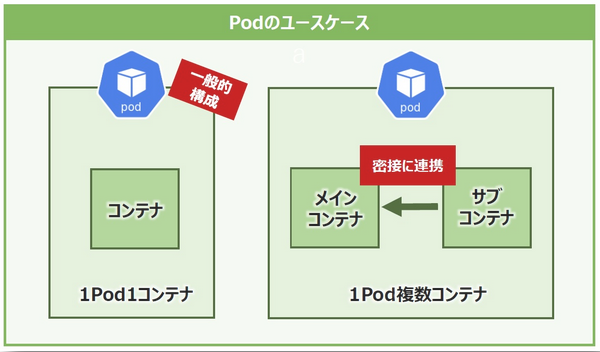 Podのユースケース
a
pod
一般的
構成
コンテナ
1Pod1コンテナ
pod
密接に連携
メイン
コンテナ
サブ
コンテナ
1Pod複数コンテナ